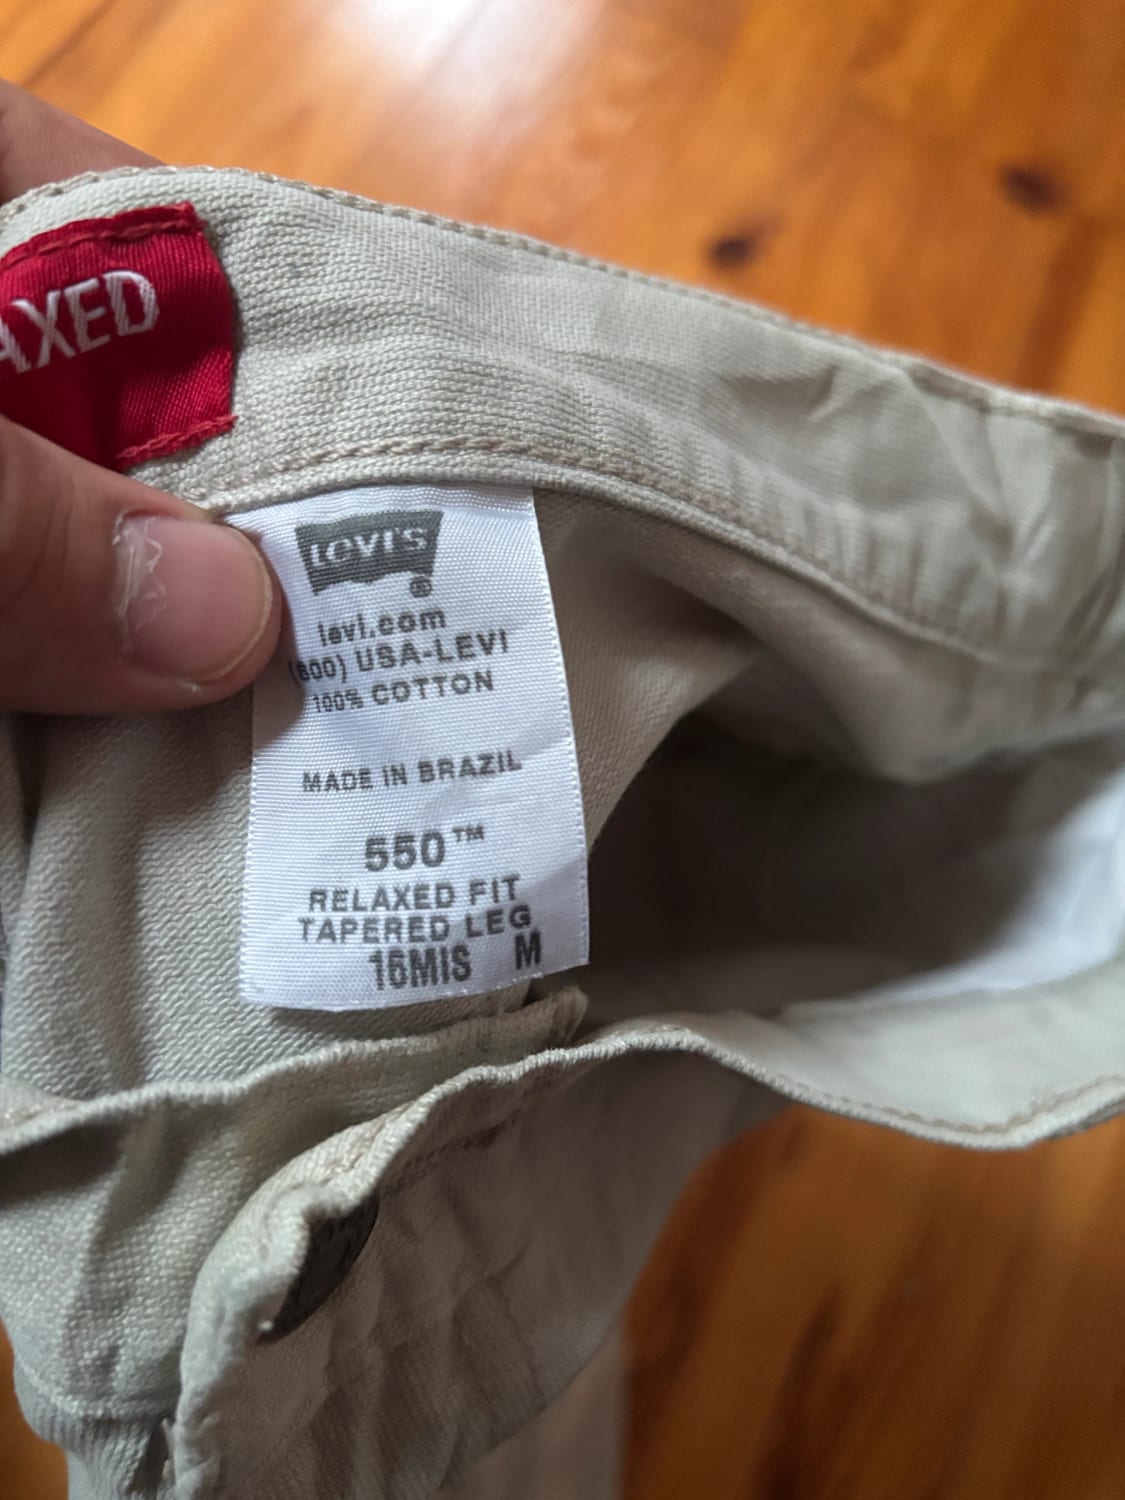 AXED
Levi's®
levi.com
(800) USA-LEVI
100% COTTON
MADE IN BRAZIL
550™
RELAXED FIT
TAPERED LEG
16MIS M